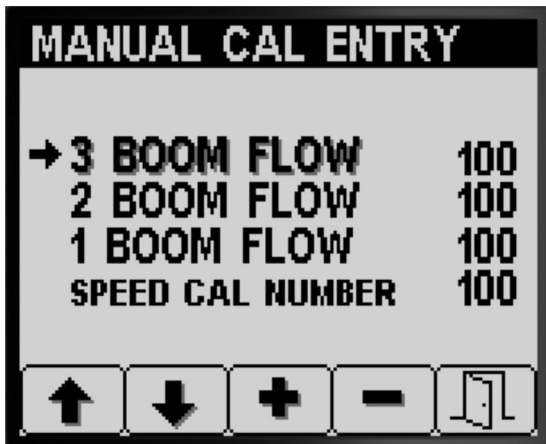 MANUAL CAL ENTRY
3 BOOM FLOW 100
2 BOOM FLOW 100
1 BOOM FLOW 100
SPEED CAL NUMBER 100